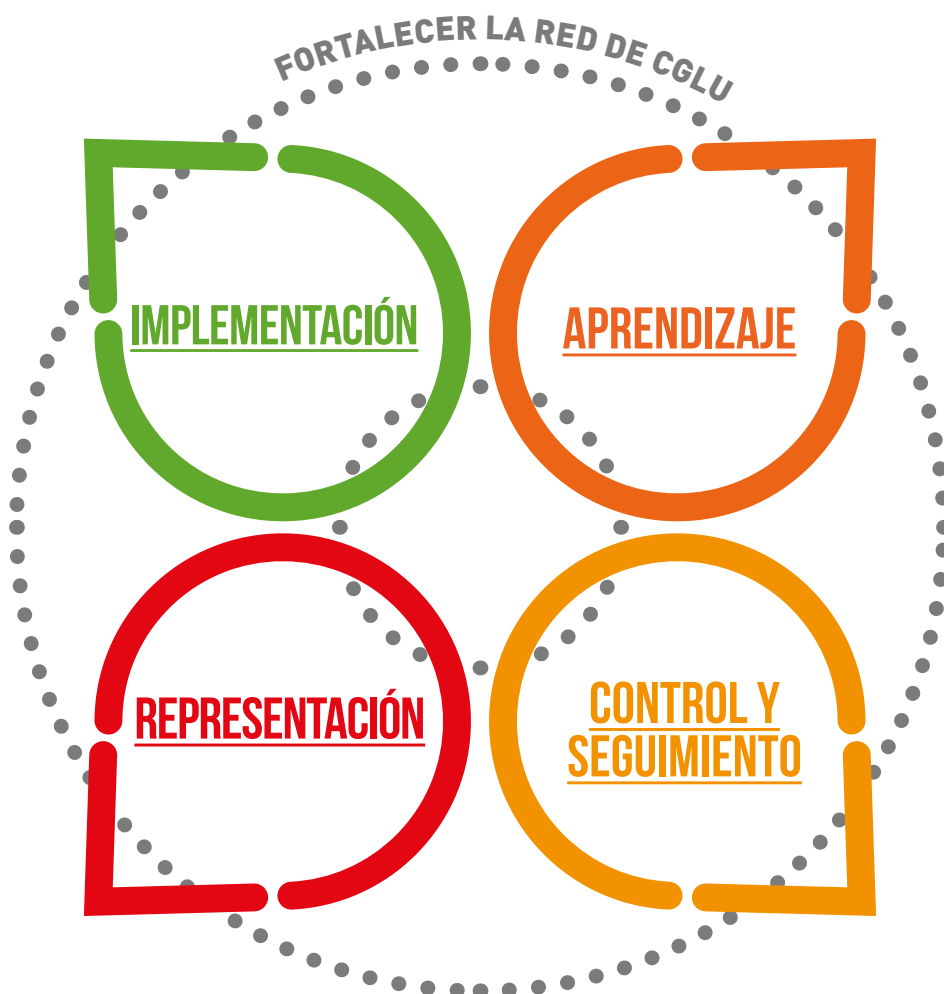 FORTALECER LA RED DE CGLU
IMPLEMENTACIÓN
APRENDIZAJE
REPRESENTACIÓN
CONTROL Y
SEGUIMIENTO